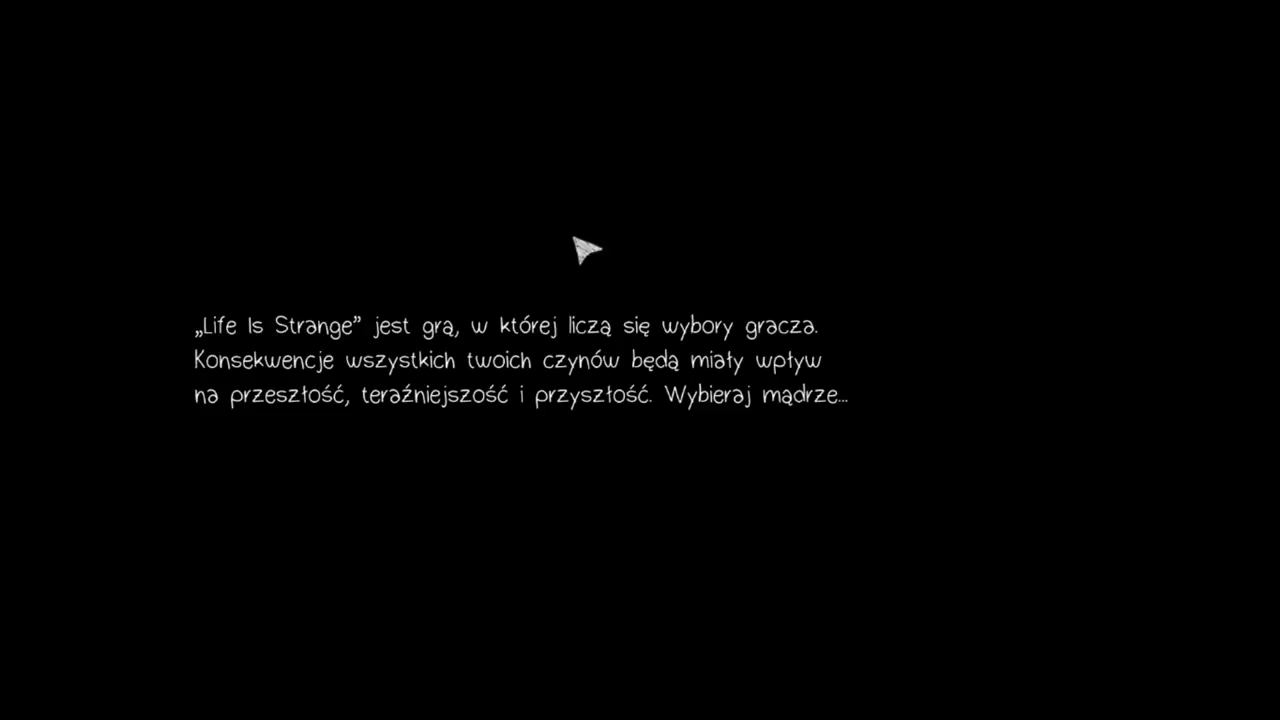 „Life Is Strange” jest grą, w której liczą się wybory gracza.
Konsekwencje wszystkich twoich czynów będą miały wpływ
na przeszłość, teraźniejszość i przyszłość. Wybieraj mądrze...